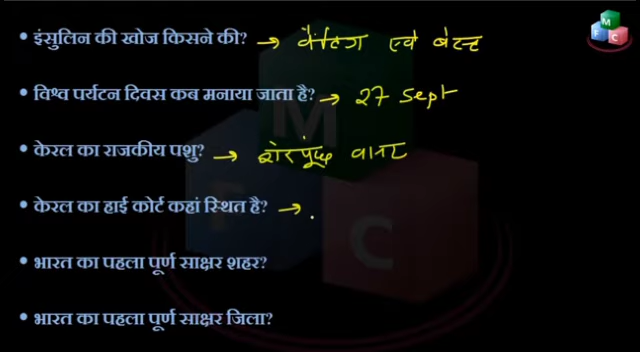 • इंसुलिन की खोज किसने की? → वैटिग एवं बेस्ट
• विश्व पर्यटन दिवस कब मनाया जाता है? → 27 Sept
• केरल का राजकीय पशु? → शेरपूंछ वानर
• केरल का हाई कोर्ट कहां स्थित है? →
• भारत का पहला पूर्ण साक्षर शहर?
• भारत का पहला पूर्ण साक्षर जिला?
M
F C
M
C